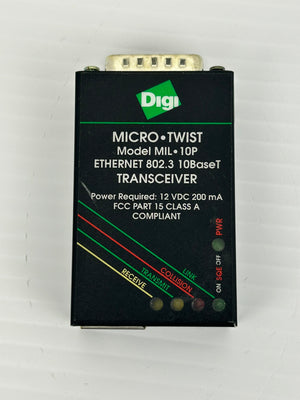 Digi
MICRO•TWIST
Model MIL•10P
ETHERNET 802.3 10BaseT
TRANSCEIVER
Power Required: 12 VDC 200 mA
FCC PART 15 CLASS A
COMPLIANT
PWR
ON SQE OFF
LINK
COLLISION
TRANSMIT
RECEIVE